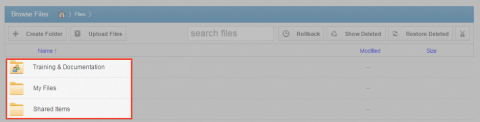 Browse Files Files
Create Folder Upload Files search files Rollback Show Deleted Restore Deleted
Name ↑ Modified Size
Training & Documentation --
My Files --
Shared Items --